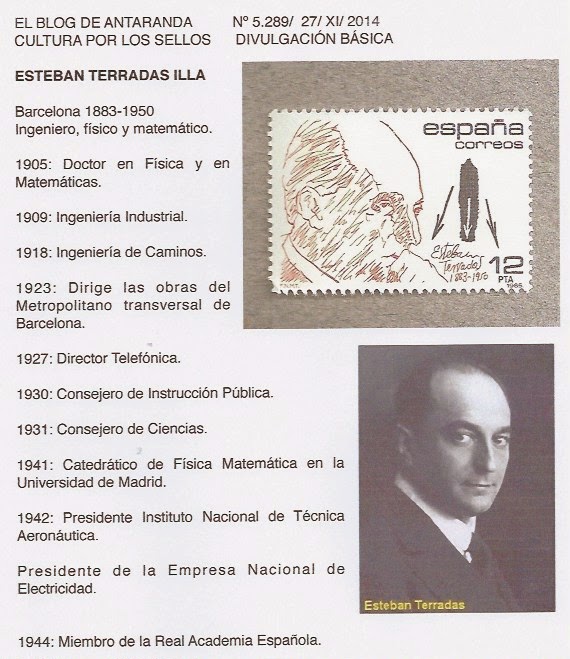 EL BLOG DE ANTARANDA Nº 5.289/ 27/ XI/ 2014
CULTURA POR LOS SELLOS DIVULGACIÓN BÁSICA
ESTEBAN TERRADAS ILLA
Barcelona 1883-1950
Ingeniero, físico y matemático.
1905: Doctor en Física y en
Matemáticas.
1909: Ingeniería Industrial.
1918: Ingeniería de Caminos.
1923: Dirige las obras del
Metropolitano transversal de
Barcelona.
1927: Director Telefónica.
1930: Consejero de Instrucción Pública.
1931: Consejero de Ciencias.
1941: Catedrático de Física Matemática en la
Universidad de Madrid.
1942: Presidente Instituto Nacional de Técnica
Aeronáutica.
Presidente de la Empresa Nacional de
Electricidad.
1944: Miembro de la Real Academia Española.
españa
correos
Esteban
Terradas
1883-1950
12
PTA
F.N.M.T.
1985
Esteban Terradas